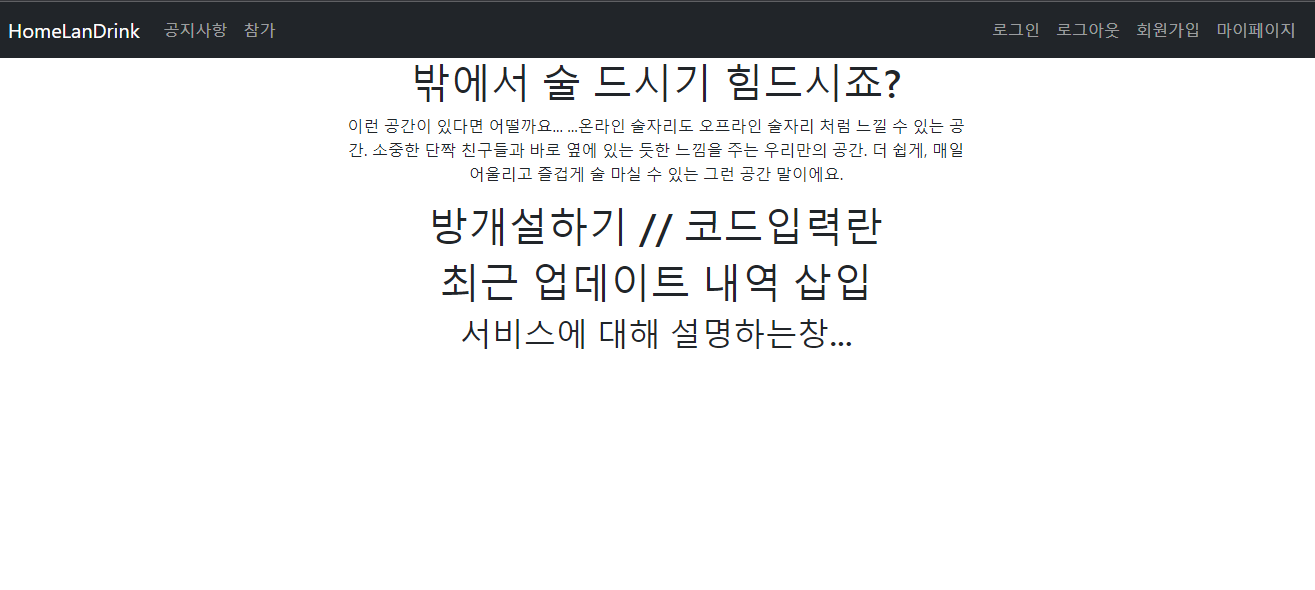 HomeLanDrink 공지사항 참가 로그인 로그아웃 회원가입 마이페이지
밖에서 술 드시기 힘드시죠?
이런 공간이 있다면 어떨까요... ...온라인 술자리도 오프라인 술자리 처럼 느낄 수 있는 공
간. 소중한 단짝 친구들과 바로 옆에 있는 듯한 느낌을 주는 우리만의 공간. 더 쉽게, 매일
어울리고 즐겁게 술 마실 수 있는 그런 공간 말이에요.
방개설하기 // 코드입력란
최근 업데이트 내역 삽입
서비스에 대해 설명하는창...